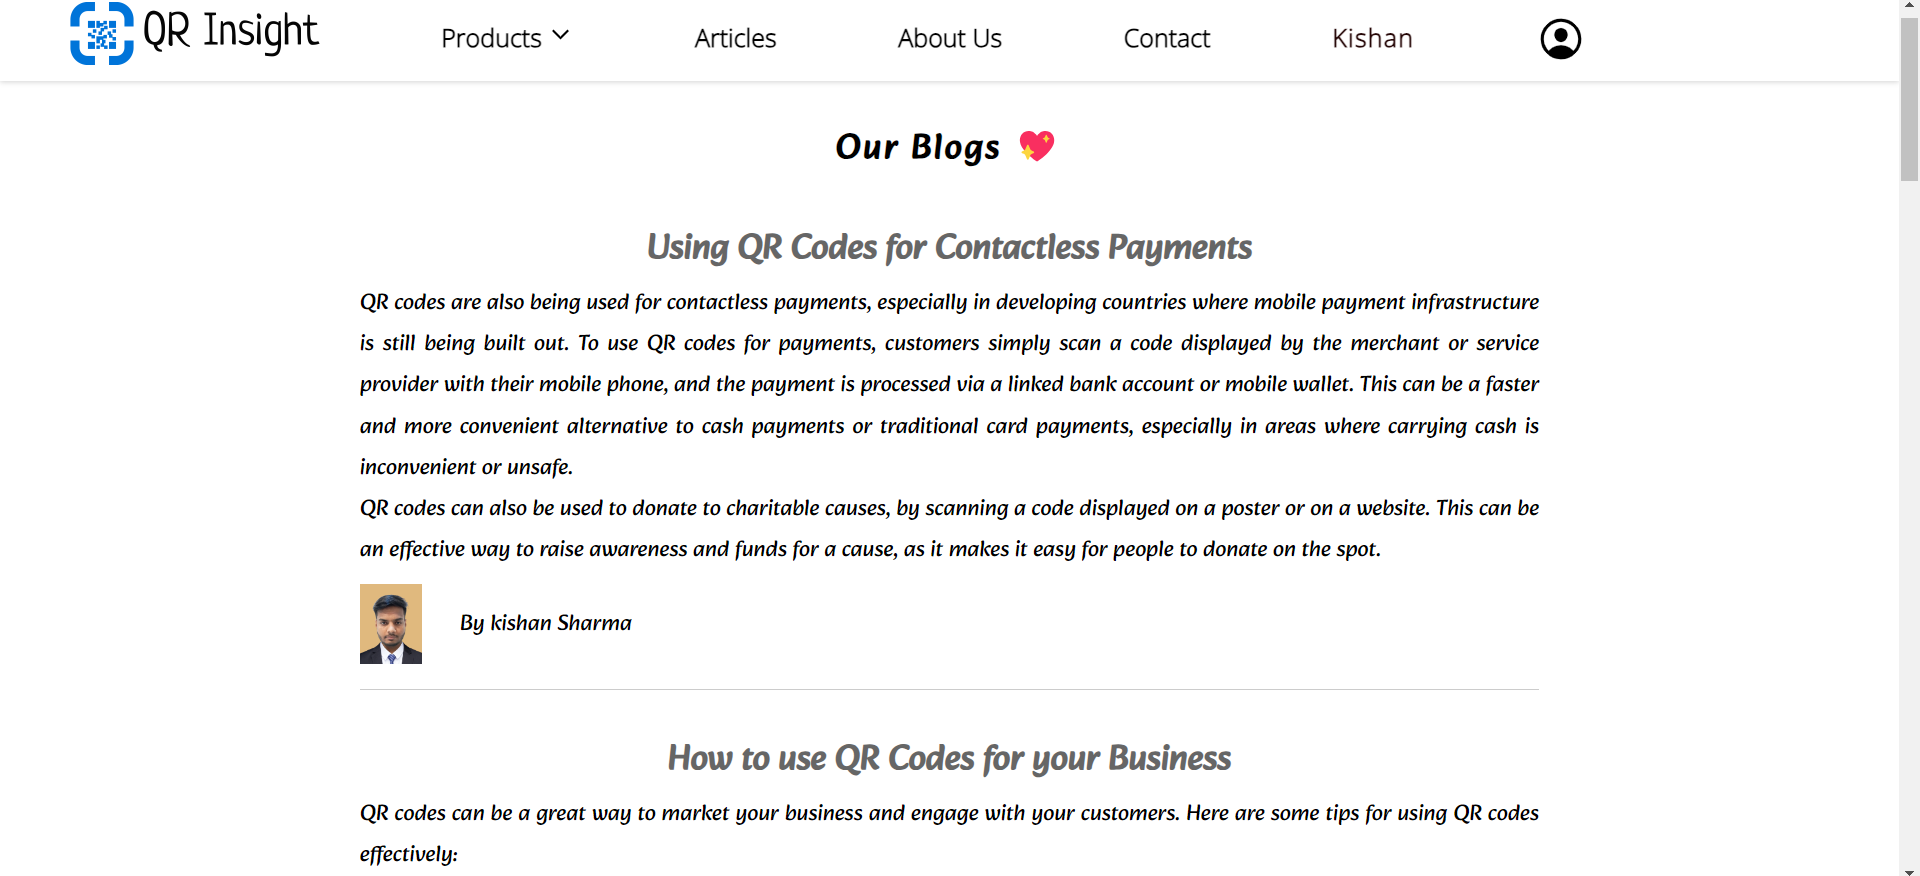 QR Insight
Products
Articles
About Us
Contact
Kishan
Our Blogs 💖
Using QR Codes for Contactless Payments
QR codes are also being used for contactless payments, especially in developing countries where mobile payment infrastructure
is still being built out. To use QR codes for payments, customers simply scan a code displayed by the merchant or service
provider with their mobile phone, and the payment is processed via a linked bank account or mobile wallet. This can be a faster
and more convenient alternative to cash payments or traditional card payments, especially in areas where carrying cash is
inconvenient or unsafe.
QR codes can also be used to donate to charitable causes, by scanning a code displayed on a poster or on a website. This can be
an effective way to raise awareness and funds for a cause, as it makes it easy for people to donate on the spot.
By kishan Sharma
How to use QR Codes for your Business
QR codes can be a great way to market your business and engage with your customers. Here are some tips for using QR codes
effectively: